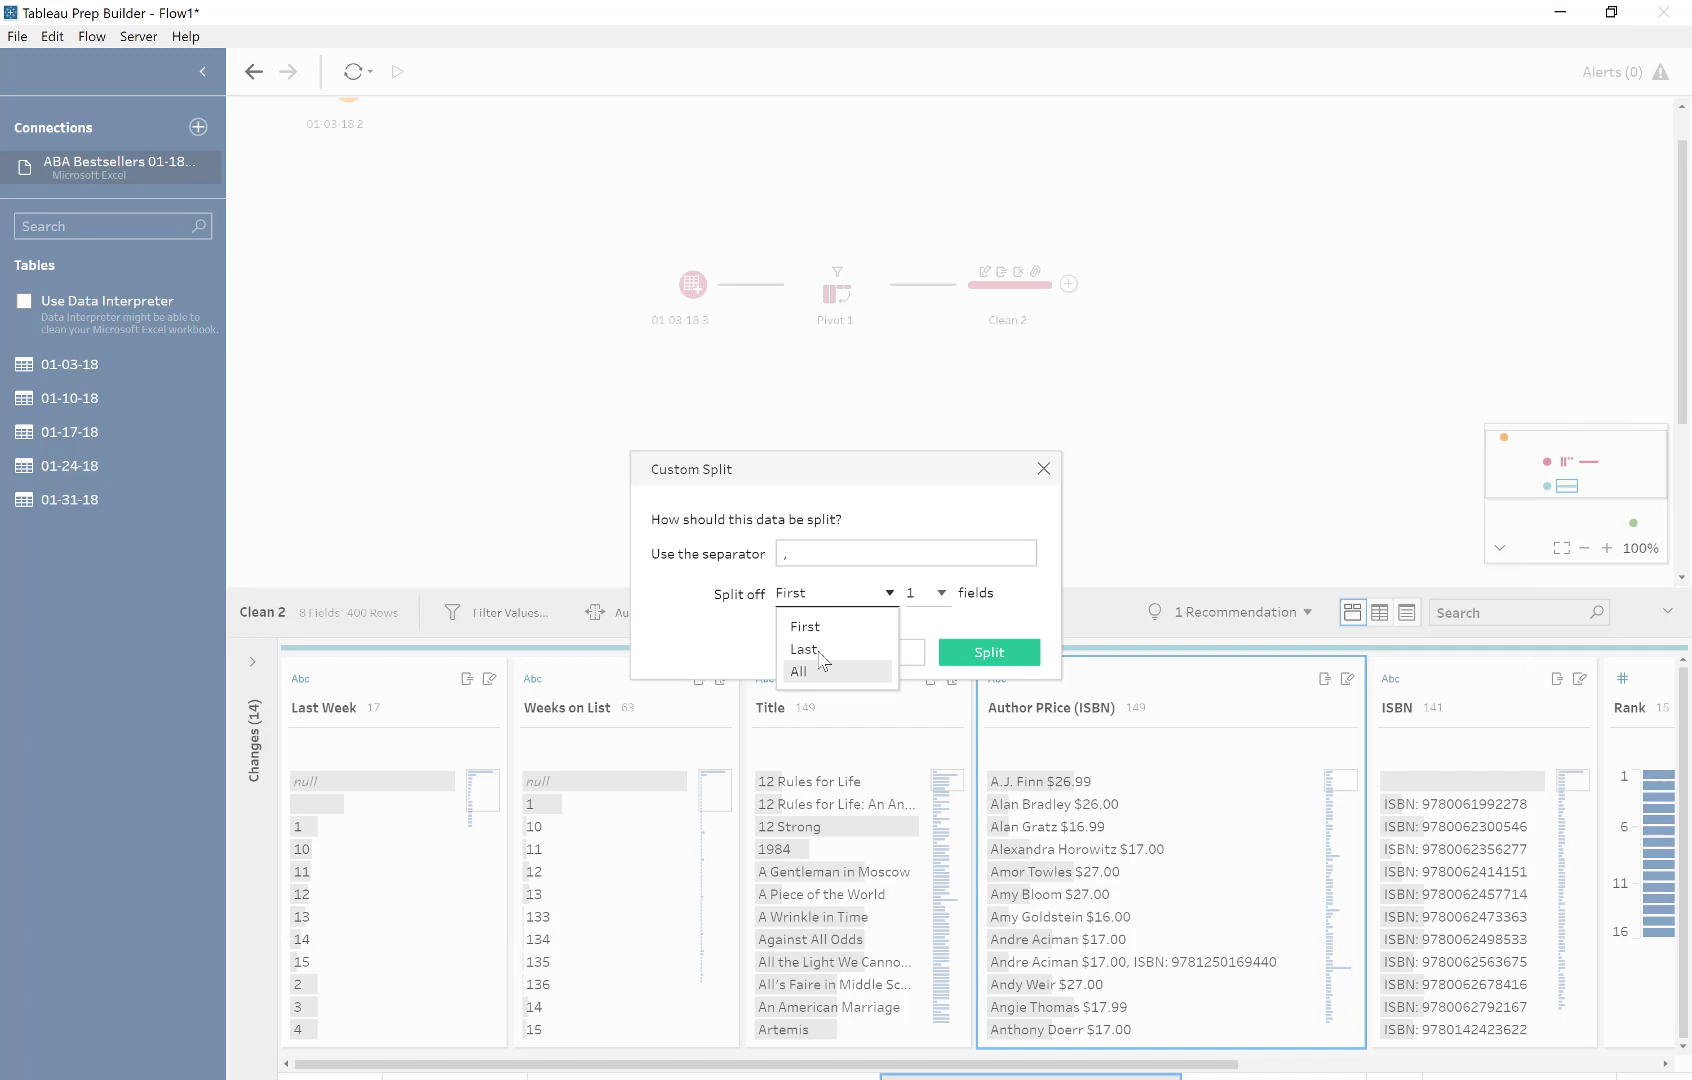 Tableau Prep Builder - Flow1*
File Edit Flow Server Help
Alerts (0)
Connections
ABA Bestsellers 01-18...
Microsoft Excel
Search
Tables
Use Data Interpreter
Data Interpreter might be able to
clean your Microsoft Excel workbook.
01-03-18
01-10-18
01-17-18
01-24-18
01-31-18
01-03-18 2
01-03-18 3
Pivot 1
Clean 2
100%
Custom Split
How should this data be split?
Use the separator ,
Split off First 1 fields
First
Last
All
Split
Clean 2 8 Fields 400 Rows Filter Values... Au
1 Recommendation Search
Changes (14)
Abc
Last Week 17
null
1
10
11
12
13
14
15
2
3
4
Abc
Weeks on List 63
null
1
10
11
12
13
133
134
135
136
14
15
Title 149
12 Rules for Life
12 Rules for Life: An An...
12 Strong
1984
A Gentleman in Moscow
A Piece of the World
A Wrinkle in Time
Against All Odds
All the Light We Canno...
All's Faire in Middle Sc...
An American Marriage
Artemis
Author PRice (ISBN) 149
A.J. Finn $26.99
Alan Bradley $26.00
Alan Gratz $16.99
Alexandra Horowitz $17.00
Amor Towles $27.00
Amy Bloom $27.00
Amy Goldstein $16.00
Andre Aciman $17.00
Andre Aciman $17.00, ISBN: 9781250169440
Andy Weir $27.00
Angie Thomas $17.99
Anthony Doerr $17.00
Abc
ISBN 141
ISBN: 9780061992278
ISBN: 9780062300546
ISBN: 9780062356277
ISBN: 9780062414151
ISBN: 9780062457714
ISBN: 9780062473363
ISBN: 9780062498533
ISBN: 9780062563675
ISBN: 9780062678416
ISBN: 9780062792167
ISBN: 9780142423622
#
Rank 15
1
6
11
16